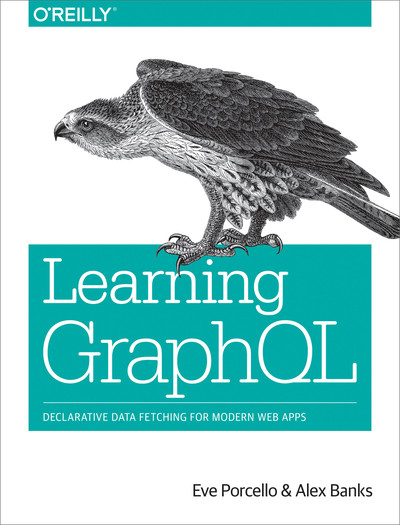 O'REILLY®
Learning
GraphQL
DECLARATIVE DATA FETCHING FOR MODERN WEB APPS
Eve Porcello & Alex Banks